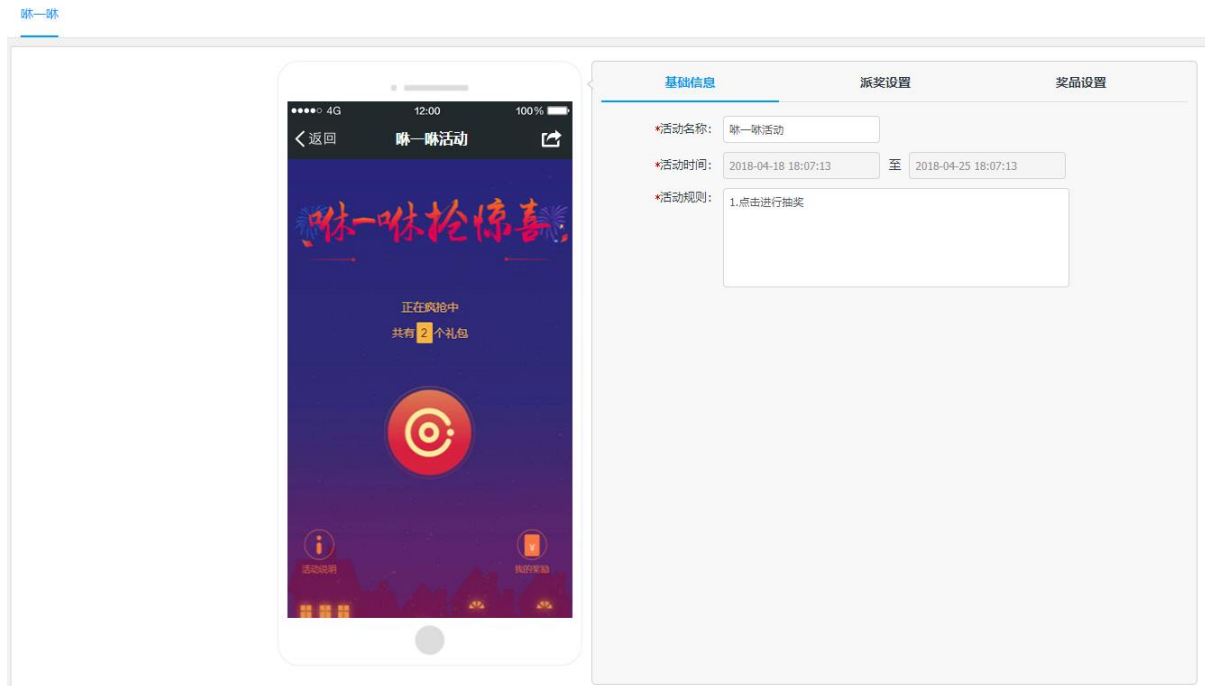 咻一咻
4G 12:00 100%
返回 咻一咻活动
咻一咻抢惊喜
正在疯抢中
共有 2 个礼包
活动说明 我的奖励
基础信息 派奖设置 奖品设置
*活动名称: 咻一咻活动
*活动时间: 2018-04-18 18:07:13 至 2018-04-25 18:07:13
*活动规则: 1.点击进行抽奖